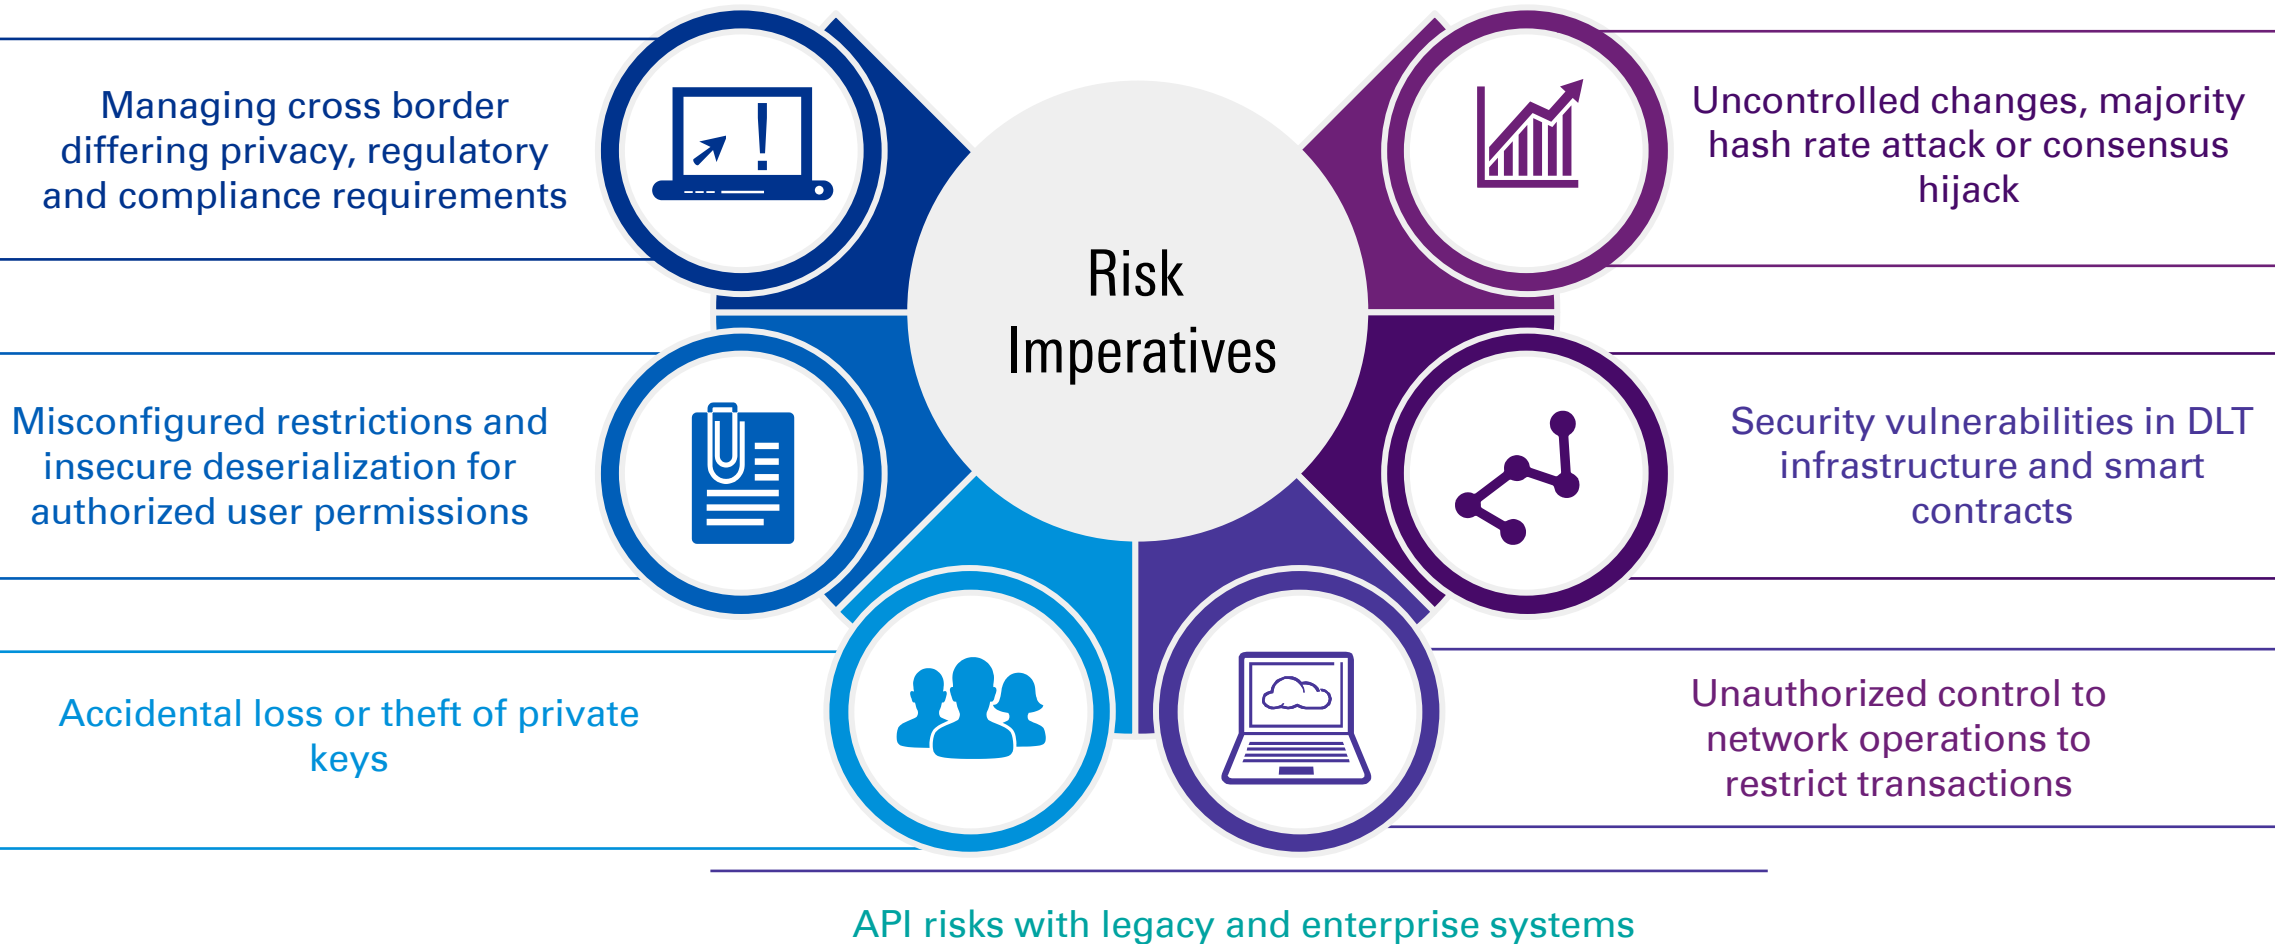 Managing cross border
differing privacy, regulatory
and compliance requirements
Uncontrolled changes, majority
hash rate attack or consensus
hijack
Risk
Imperatives
Misconfigured restrictions and
insecure deserialization for
authorized user permissions
Security vulnerabilities in DLT
infrastructure and smart
contracts
Accidental loss or theft of private
keys
Unauthorized control to
network operations to
restrict transactions
API risks with legacy and enterprise systems